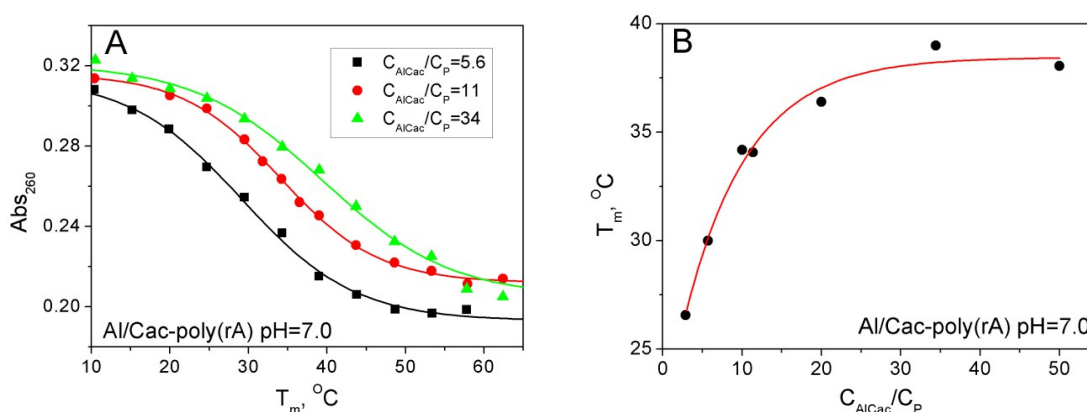 A
C_AlCac/C_P=5.6
C_AlCac/C_P=11
C_AlCac/C_P=34
Abs_260
0.32
0.28
0.24
0.20
Al/Cac-poly(rA) pH=7.0
10 20 30 40 50 60
T_m, °C
B
T_m, °C
40
35
30
25
Al/Cac-poly(rA) pH=7.0
0 10 20 30 40 50
C_AlCac/C_P